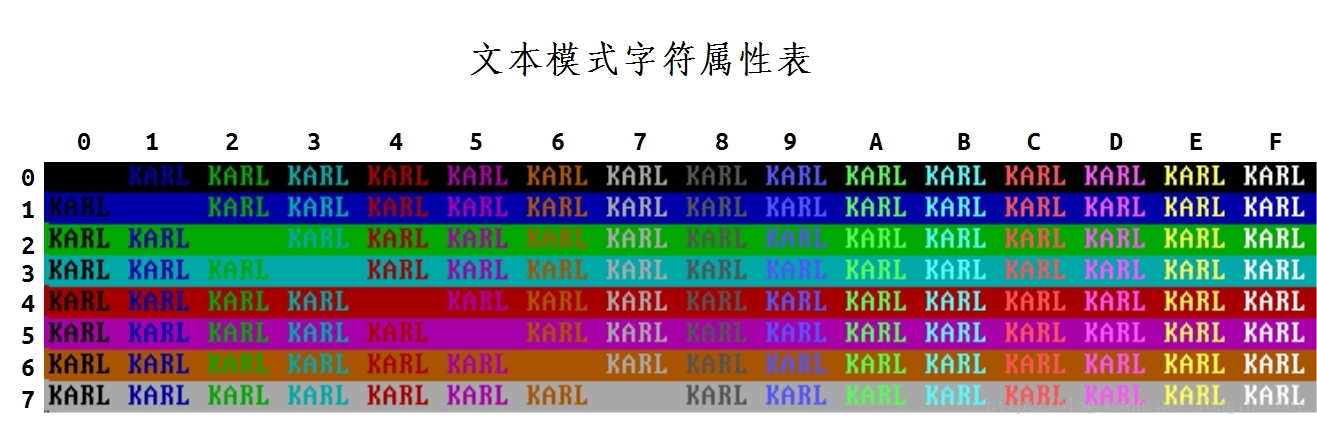 文本模式字符属性表
0 1 2 3 4 5 6 7 8 9 A B C D E F
0 KARL KARL KARL KARL KARL KARL KARL KARL KARL KARL KARL KARL KARL KARL KARL
1 KARL KARL KARL KARL KARL KARL KARL KARL KARL KARL KARL KARL KARL KARL KARL
2 KARL KARL KARL KARL KARL KARL KARL KARL KARL KARL KARL KARL KARL KARL KARL
3 KARL KARL KARL KARL KARL KARL KARL KARL KARL KARL KARL KARL KARL KARL KARL
4 KARL KARL KARL KARL KARL KARL KARL KARL KARL KARL KARL KARL KARL KARL KARL
5 KARL KARL KARL KARL KARL KARL KARL KARL KARL KARL KARL KARL KARL KARL KARL
6 KARL KARL KARL KARL KARL KARL KARL KARL KARL KARL KARL KARL KARL KARL KARL
7 KARL KARL KARL KARL KARL KARL KARL KARL KARL KARL KARL KARL KARL KARL KARL